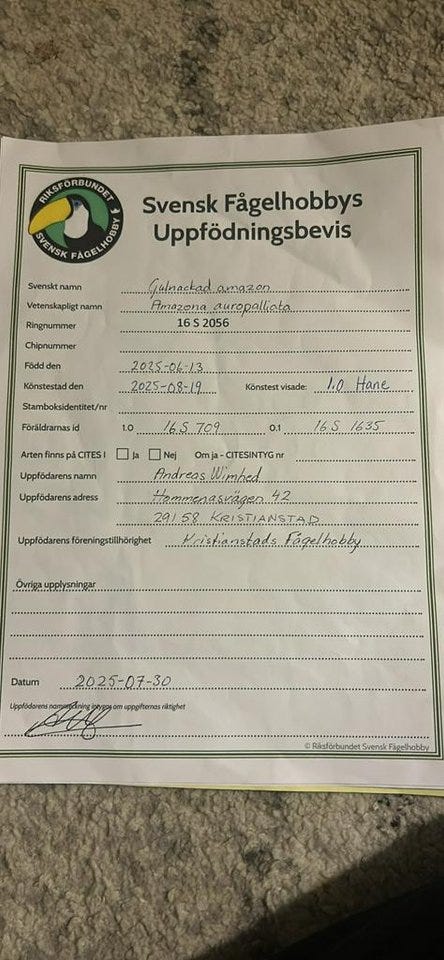 RIKSFÖRBUNDET
SVENSK FÅGELHOBBY
Svensk Fågelhobbys
Uppfödningsbevis
Svenskt namn Gulnackad amazon
Vetenskapligt namn Amazona auropalliata
Ringnummer 16 S 2056
Chipnummer
Född den 2025-04-13
Könstestad den 2025-08-19 Könstest visade: 1.0 Hane
Stamboksidentitet/nr
Föräldrarnas id 1.0 16 S 709 0.1 16 S 1635
Arten finns på CITES I Ja Nej Om ja - CITESINTYG nr
Uppfödarens namn Andreas Wimhed
Uppfödarens adress 42
291 58 KRISTIANSTAD
Uppfödarens föreningstillhörighet Kristianstads Fågelhobby
Övriga upplysningar
Datum 2025-07-30
Uppfödarens namnteckning intygar om uppgifternas riktighet
© Riksförbundet Svensk Fågelhobby